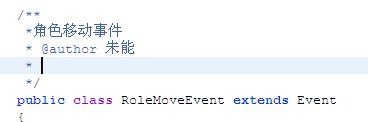 /**
*角色移动事件
* @author 朱能
*
*/
public class RoleMoveEvent extends Event
{